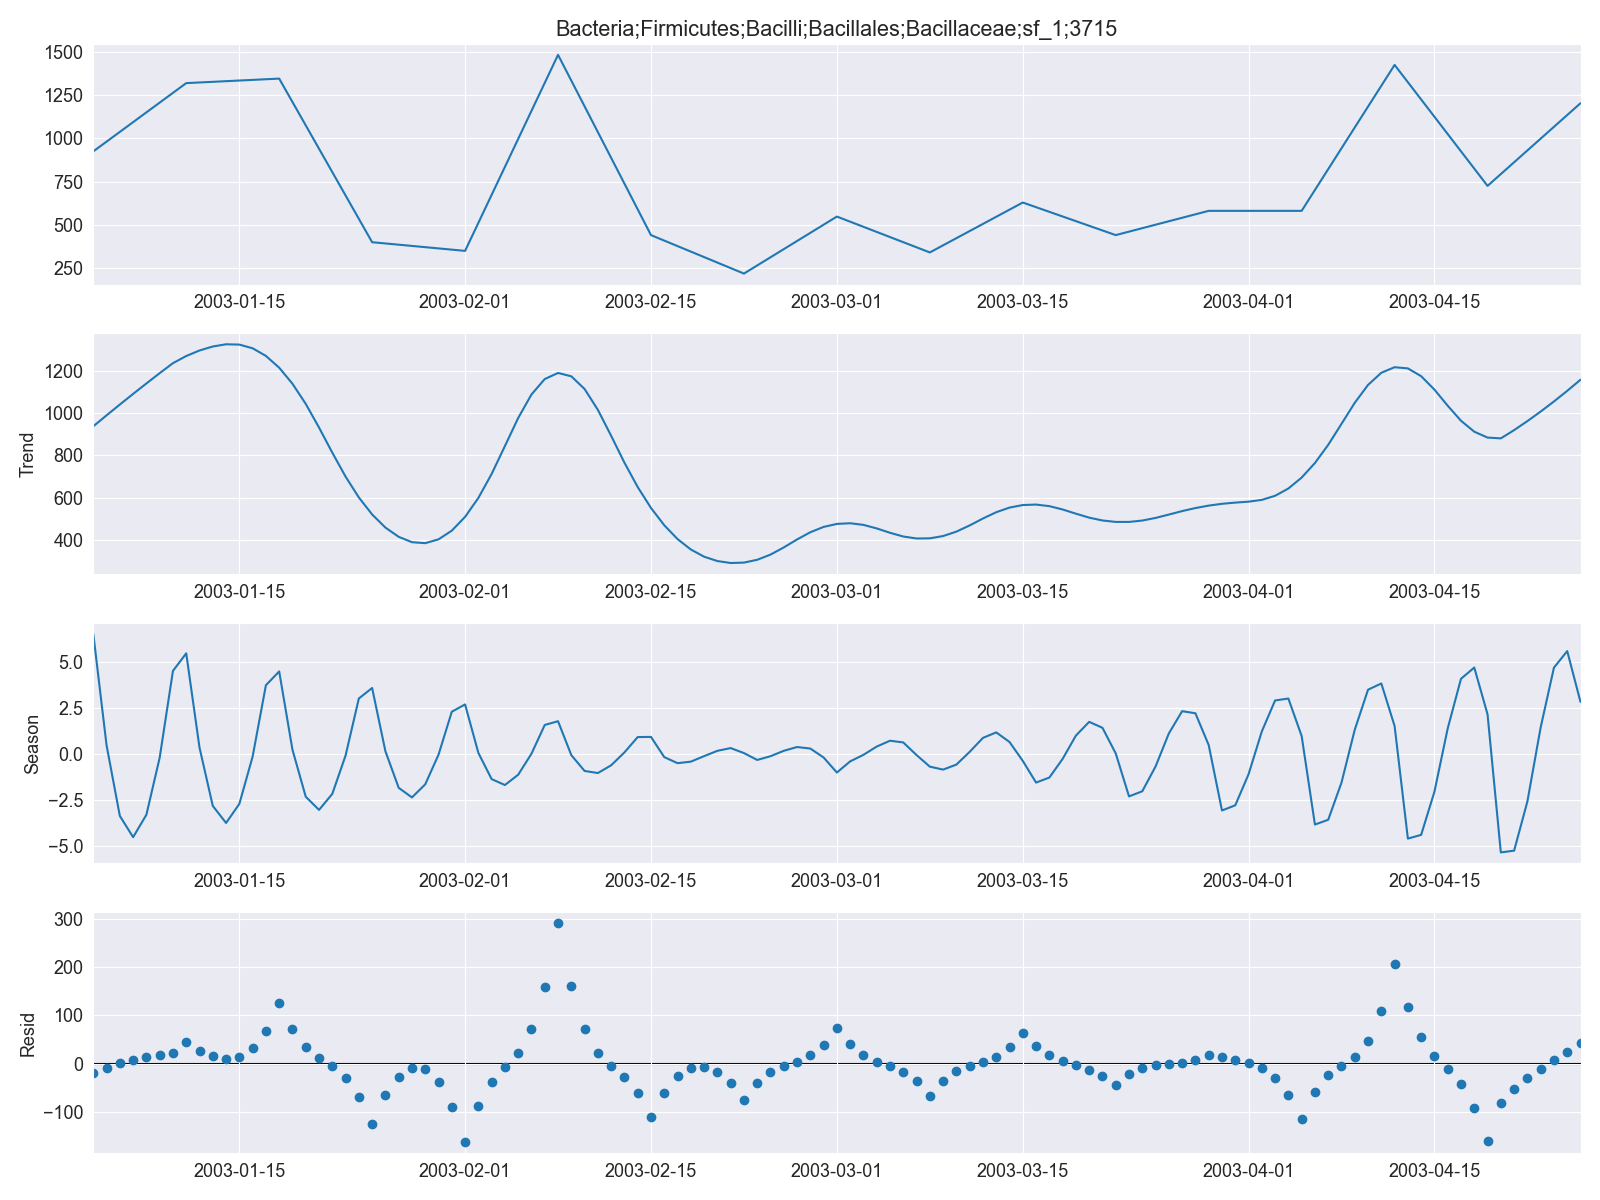 Bacteria;Firmicutes;Bacilli;Bacillales;Bacillaceae;sf_1;3715
1500
1250
1000
750
500
250
2003-01-15 2003-02-01 2003-02-15 2003-03-01 2003-03-15 2003-04-01 2003-04-15
Trend
1200
1000
800
600
400
2003-01-15 2003-02-01 2003-02-15 2003-03-01 2003-03-15 2003-04-01 2003-04-15
Season
5.0
2.5
0.0
−2.5
−5.0
2003-01-15 2003-02-01 2003-02-15 2003-03-01 2003-03-15 2003-04-01 2003-04-15
Resid
300
200
100
0
−100
2003-01-15 2003-02-01 2003-02-15 2003-03-01 2003-03-15 2003-04-01 2003-04-15